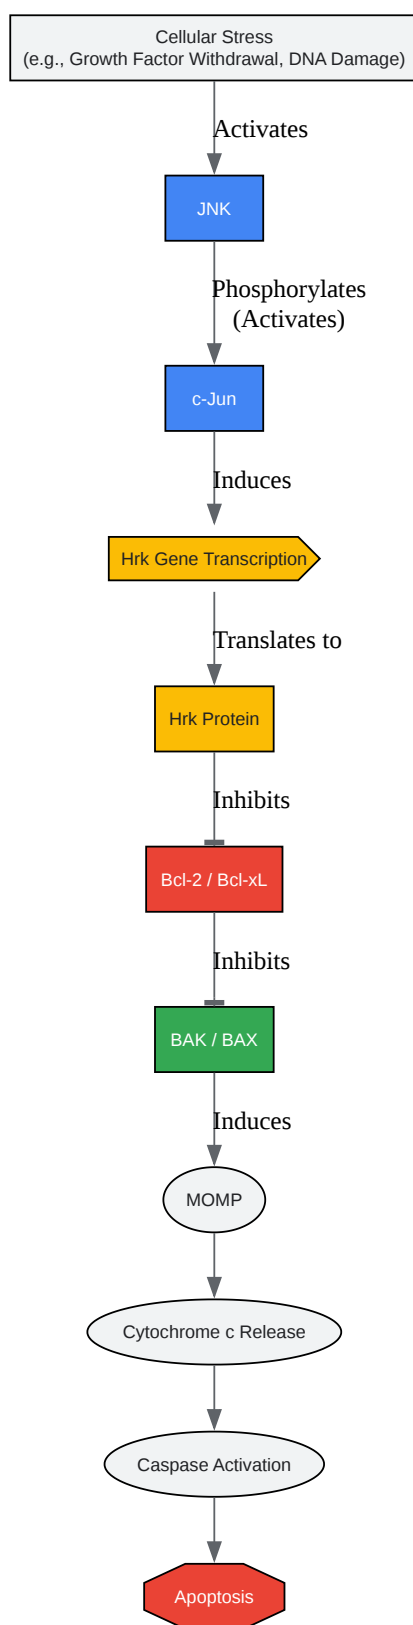 Cellular Stress
(e.g., Growth Factor Withdrawal, DNA Damage)
Activates
JNK
Phosphorylates
(Activates)
c-Jun
Induces
Hrk Gene Transcription
Translates to
Hrk Protein
Inhibits
Bcl-2 / Bcl-xL
Inhibits
BAK / BAX
Induces
MOMP
Cytochrome c Release
Caspase Activation
Apoptosis